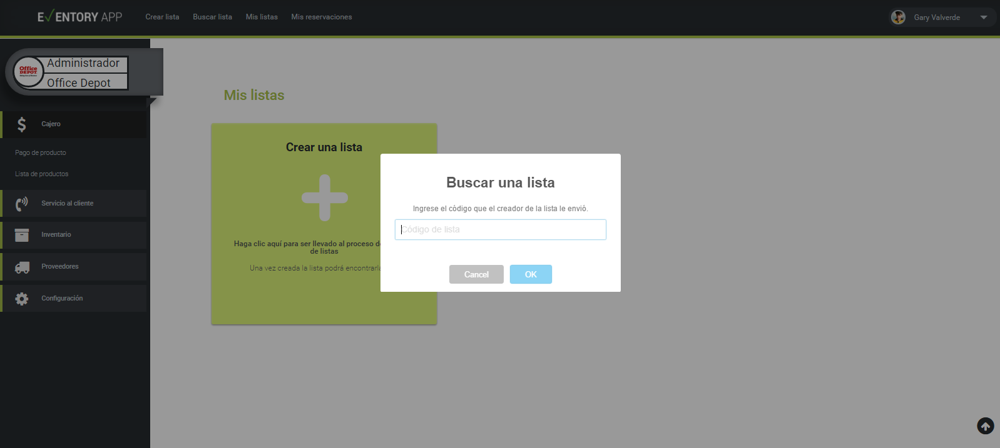 EVENTORY APP
Crear lista
Buscar lista
Mis listas
Mis reservaciones
Gary Valverde
Office
DEPOT
Administrador
Office Depot
Cajero
Pago de producto
Lista de productos
Servicio al cliente
Inventario
Proveedores
Configuración
Mis listas
Crear una lista
Haga clic aquí para ser llevado al proceso de
de listas
Una vez creada la lista podrá encontrarla
Buscar una lista
Ingrese el código que el creador de la lista le envió.
Código de lista
Cancel
OK